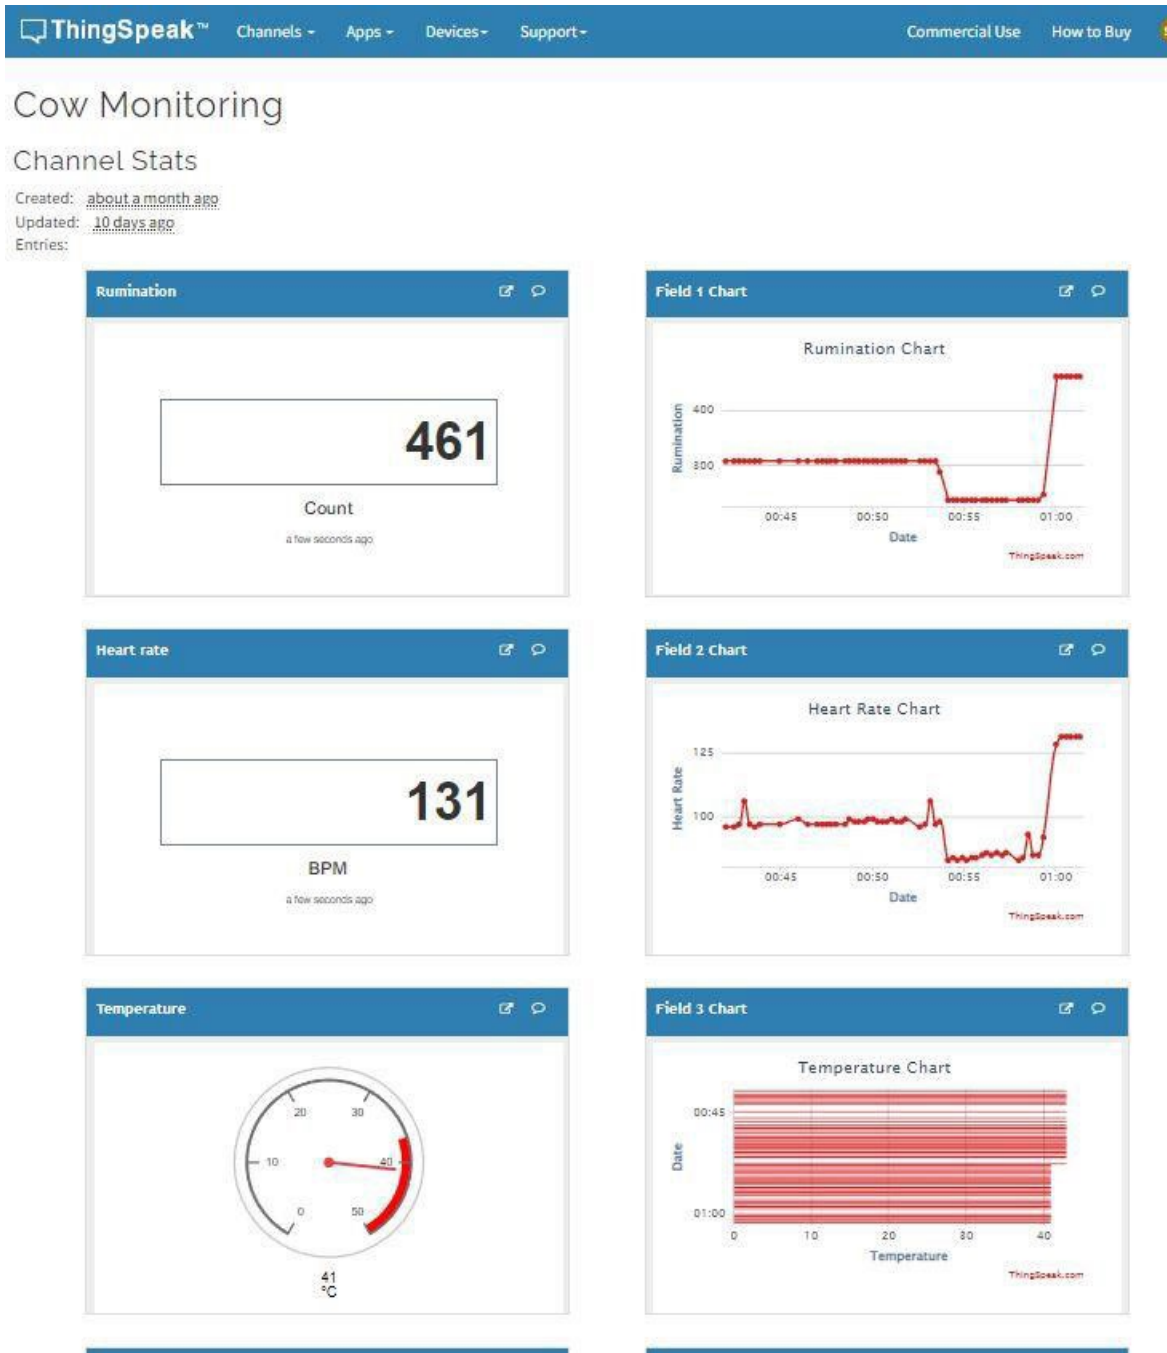 ThingSpeak™ Channels Apps Devices Support Commercial Use How to Buy
Cow Monitoring
Channel Stats
Created: about a month ago
Updated: 10 days ago
Entries:
Rumination
461
Count
a few seconds ago
Field 1 Chart
Rumination Chart
Rumination
400
300
00:45 00:50 00:55 01:00
Date
ThingSpeak.com
Heart rate
131
BPM
a few seconds ago
Field 2 Chart
Heart Rate Chart
Heart Rate
125
100
00:45 00:50 00:55 01:00
Date
ThingSpeak.com
Temperature
20 30
10 40
0 50
41
°C
Field 3 Chart
Temperature Chart
Date
00:45
01:00
0 10 20 30 40
Temperature
ThingSpeak.com